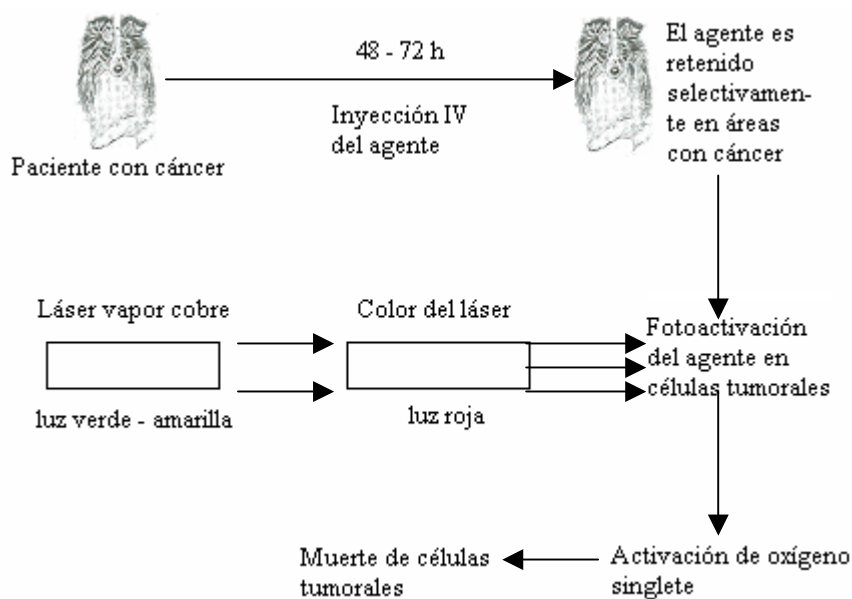 48 - 72 h
Inyección IV
del agente
Paciente con cáncer
El agente es
retenido
selectivamen-
te en áreas
con cáncer
Láser vapor cobre
luz verde - amarilla
Color del láser
luz roja
Fotoactivación
del agente en
células tumorales
Activación de oxígeno
singlete
Muerte de células
tumorales